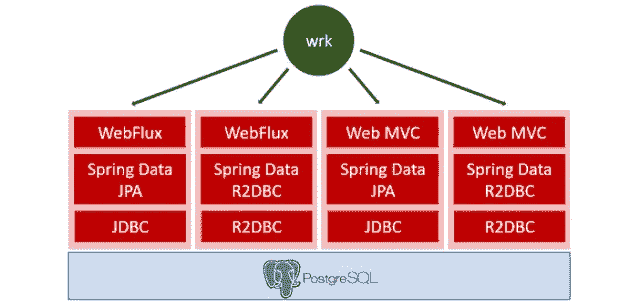 wrk
WebFlux
Spring Data
JPA
JDBC
WebFlux
Spring Data
R2DBC
R2DBC
Web MVC
Spring Data
JPA
JDBC
Web MVC
Spring Data
R2DBC
R2DBC
PostgreSQL